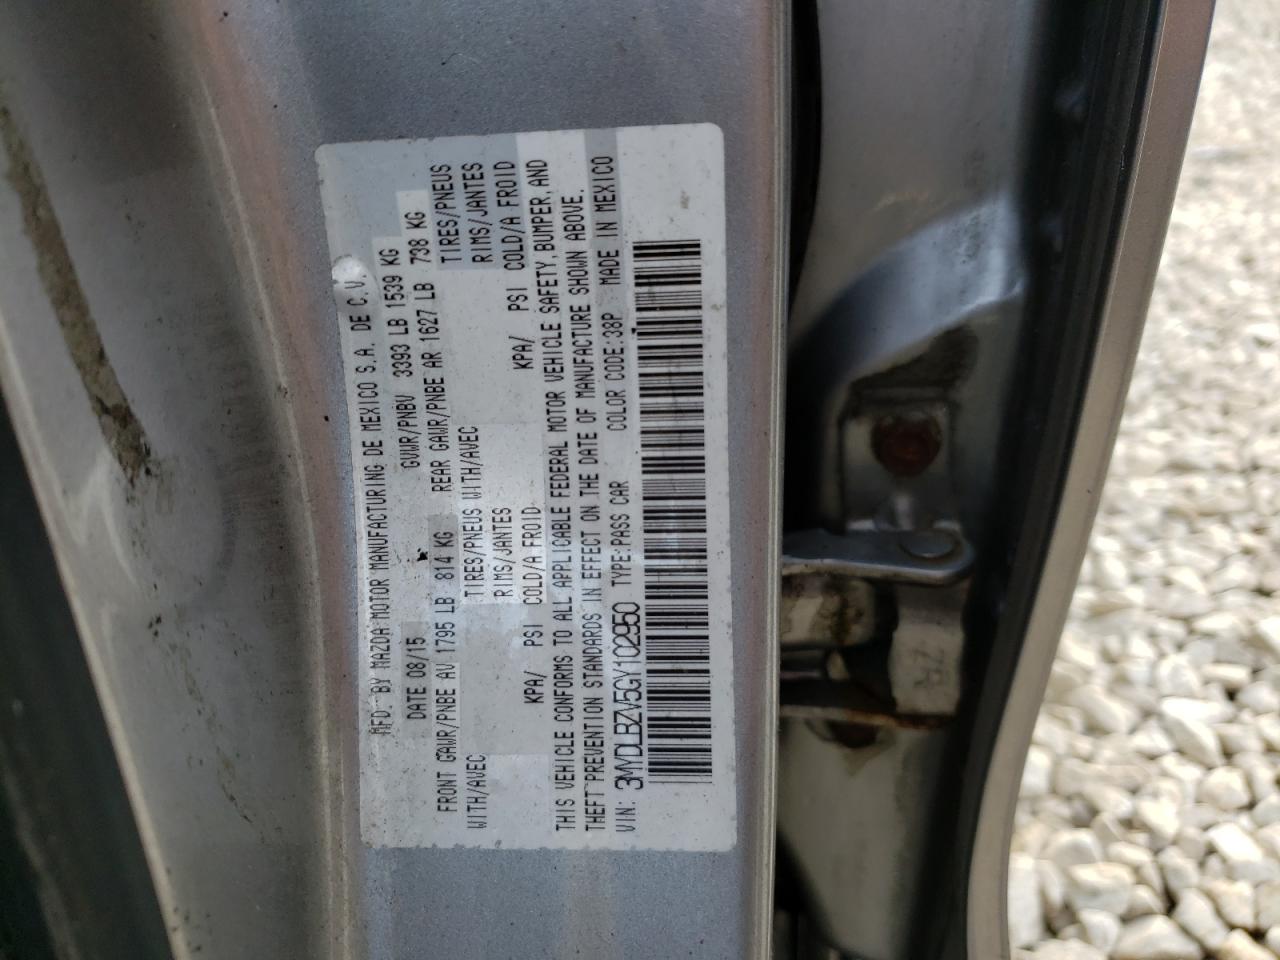 MFD. BY MAZDA MOTOR MANUFACTURING DE MEXICO S.A. DE C.V.
DATE 08/15 GVWR/PNBV 3393 LB 1539 KG
FRONT GAWR/PNBE AV 1795 LB 814 KG REAR GAWR/PNBE AR 1627 LB 738 KG
WITH/AVEC TIRES/PNEUS WITH/AVEC TIRES/PNEUS
RIMS/JANTES RIMS/JANTES
KPA/ PSI COLD/A FROID KPA/ PSI COLD/A FROID
THIS VEHICLE CONFORMS TO ALL APPLICABLE FEDERAL MOTOR VEHICLE SAFETY, BUMPER, AND
THEFT PREVENTION STANDARDS IN EFFECT ON THE DATE OF MANUFACTURE SHOWN ABOVE.
VIN: 3MYDLBZV5GY102950 TYPE:PASS CAR COLOR CODE:38P MADE IN MEXICO